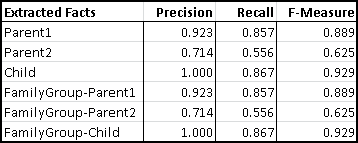 Extracted Facts Precision Recall F-Measure
Parent1 0.923 0.857 0.889
Parent2 0.714 0.556 0.625
Child 1.000 0.867 0.929
FamilyGroup-Parent1 0.923 0.857 0.889
FamilyGroup-Parent2 0.714 0.556 0.625
FamilyGroup-Child 1.000 0.867 0.929